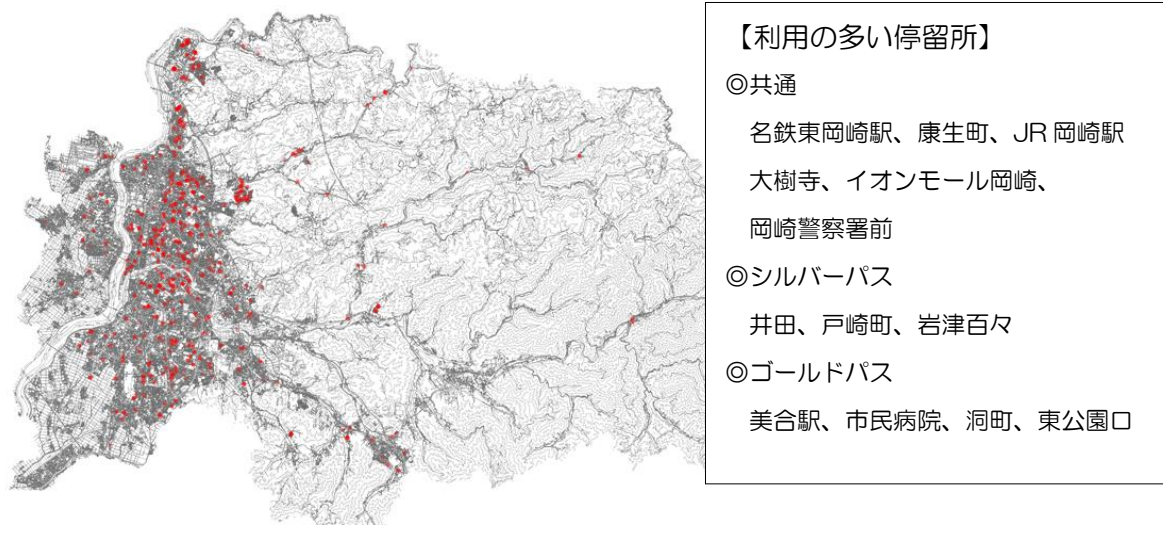 【利用の多い停留所】
◎共通
名鉄東岡崎駅、康生町、JR岡崎駅
大樹寺、イオンモール岡崎、
岡崎警察署前
◎シルバーパス
井田、戸崎町、岩津百々
◎ゴールドパス
美合駅、市民病院、洞町、東公園口